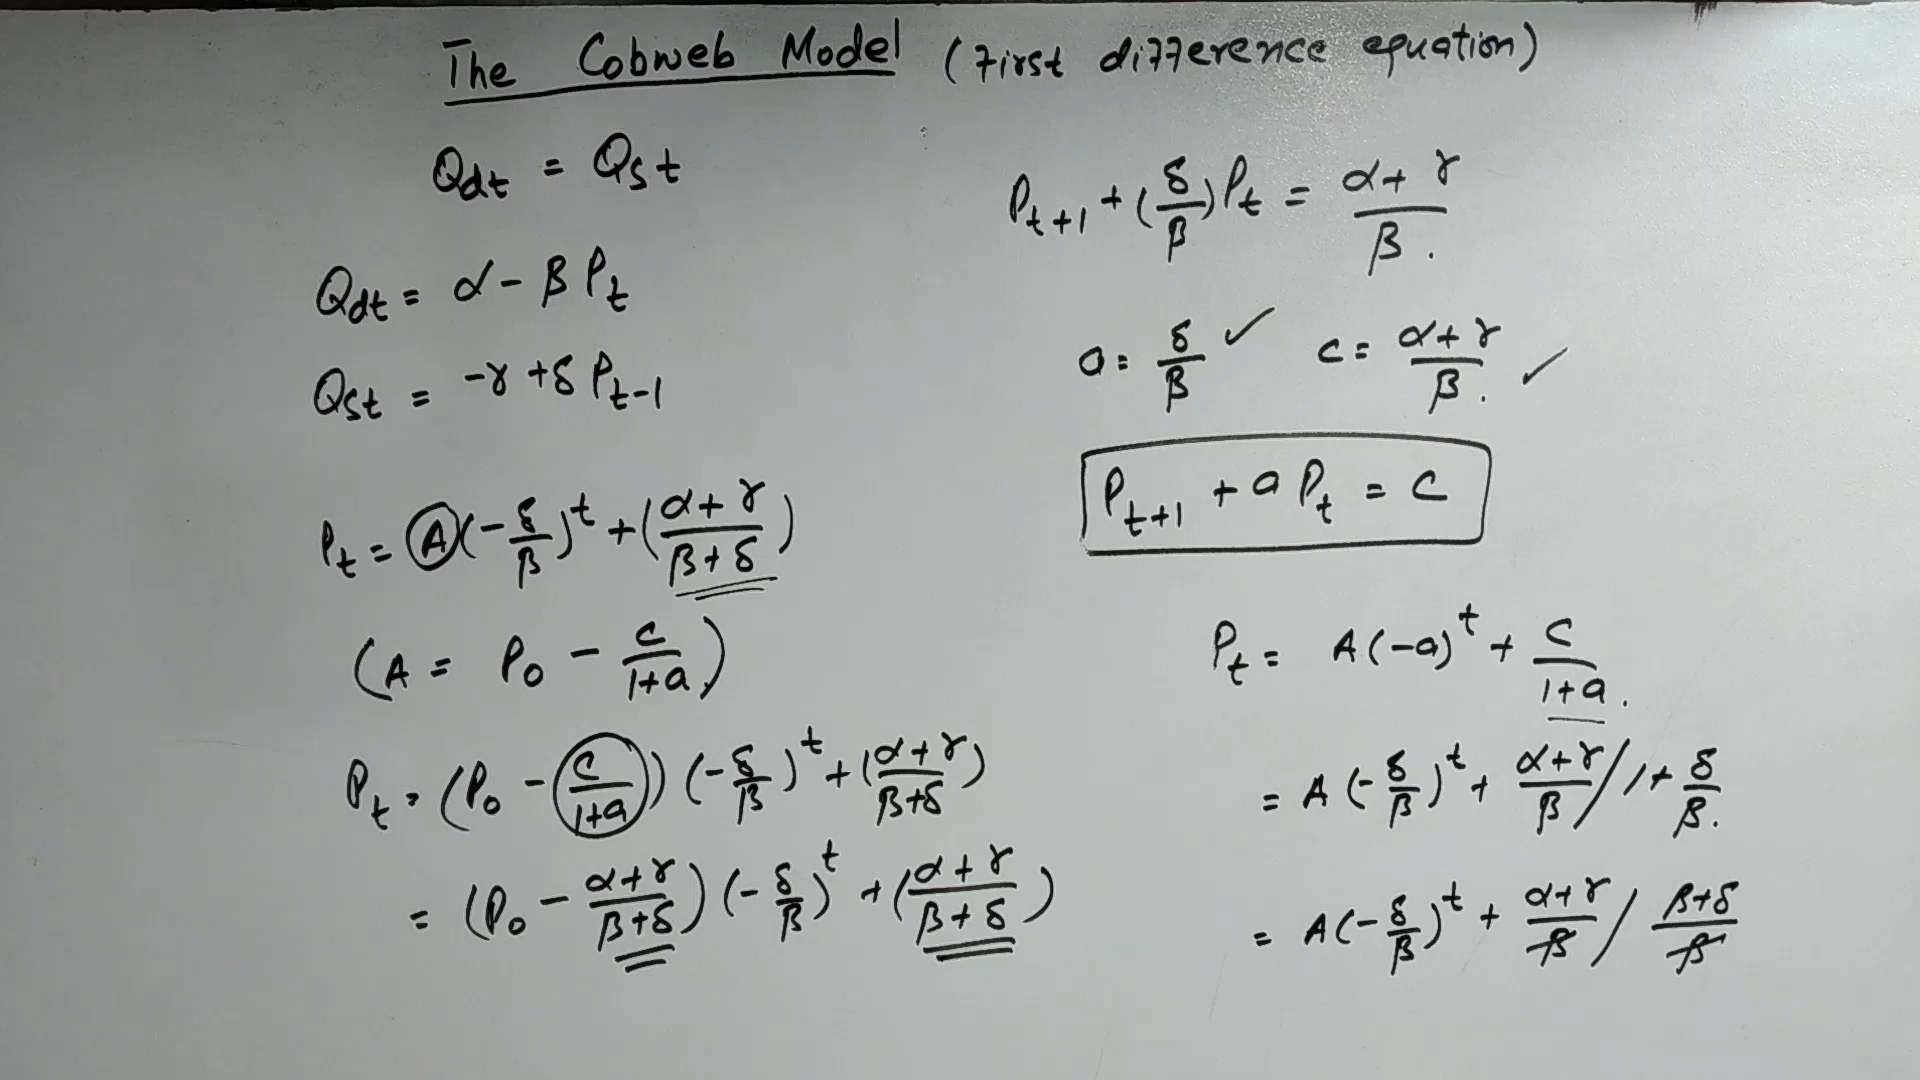 The Cobweb Model (First difference equation)
Qdt = Qst
Qdt = α - β Pt
Qst = -γ + δ Pt-1
Pt = A(-δ/β)^t + (α+γ/β+δ)
(A = P0 - c/1+a)
Pt = (P0 - (c/1+a)) (-δ/β)^t + (α+γ/β+δ)
= (P0 - α+γ/β+δ) (-δ/β)^t + (α+γ/β+δ)
Pt+1 + (δ/β)Pt = α+γ/β.
a = δ/β ✓ c = α+γ/β. ✓
Pt+1 + a Pt = c
Pt = A(-a)^t + c/1+a.
= A(-δ/β)^t + α+γ/β / 1+δ/β.
= A(-δ/β)^t + α+γ/β / β+δ/β